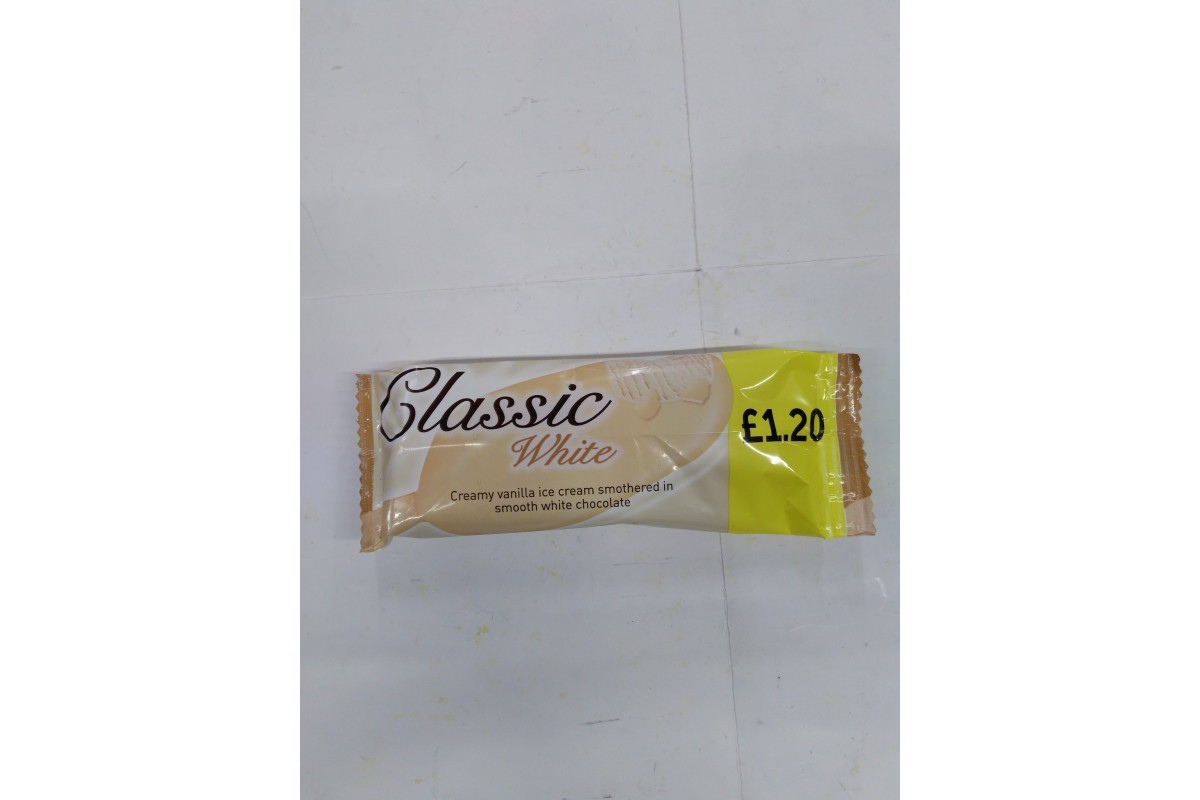 Classic
White
£1.20
Creamy vanilla ice cream smothered in
smooth white chocolate